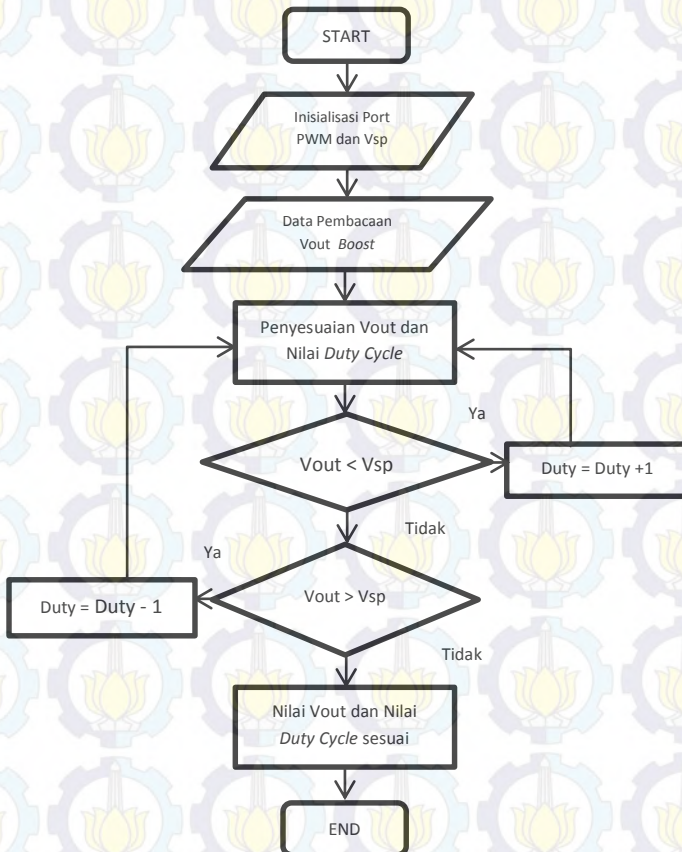 START
Inisialisasi Port
PWM dan Vsp
Data Pembacaan
Vout Boost
Penyesuaian Vout dan
Nilai Duty Cycle
Ya
Vout < Vsp
Duty = Duty +1
Tidak
Ya
Vout > Vsp
Duty = Duty - 1
Tidak
Nilai Vout dan Nilai
Duty Cycle sesuai
END